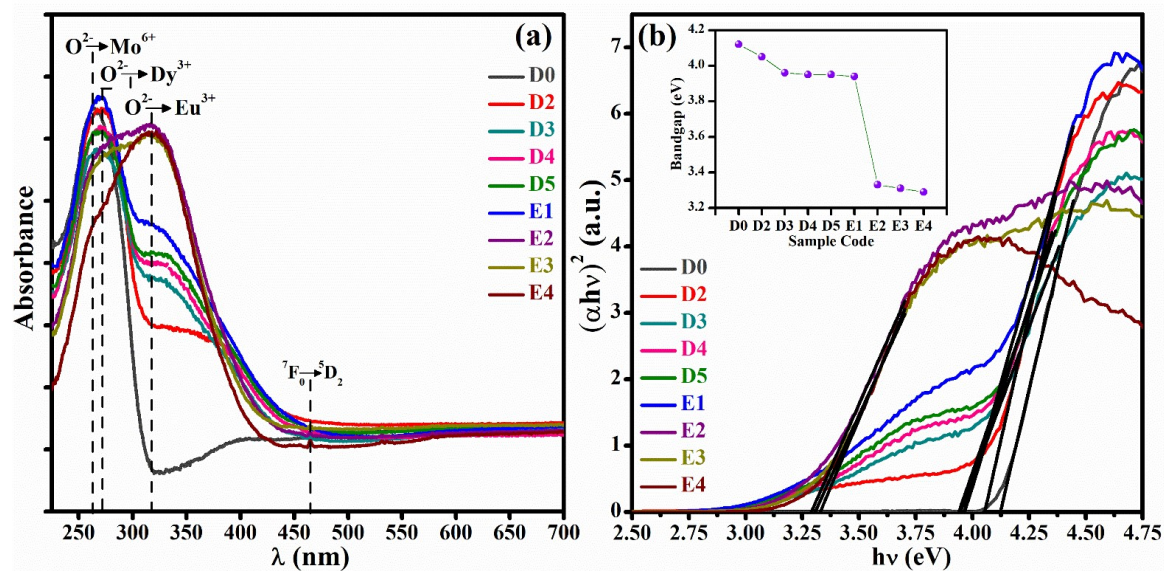 (a)
O²⁻→Mo⁶⁺
O²⁻→Dy³⁺
O²⁻→Eu³⁺
D0
D2
D3
D4
D5
E1
E2
E3
E4
⁷F₀→⁵D₂
Absorbance
250 300 350 400 450 500 550 600 650 700
λ (nm)
(b)
7
6
5
4
3
2
1
0
(αhν)² (a.u.)
4.2
4.0
3.8
3.6
3.4
3.2
Bandgap (eV)
D0 D2 D3 D4 D5 E1 E2 E3 E4
Sample Code
D0
D2
D3
D4
D5
E1
E2
E3
E4
2.50 2.75 3.00 3.25 3.50 3.75 4.00 4.25 4.50 4.75
hν (eV)